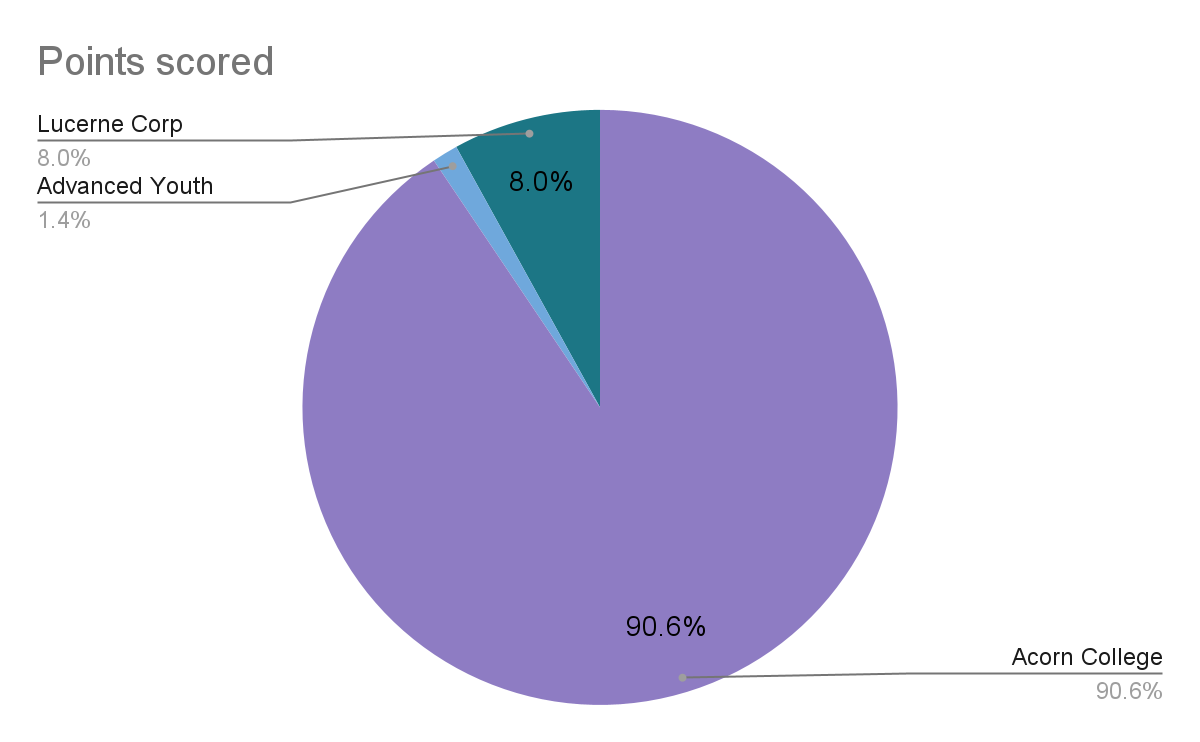 Points scored
Lucerne Corp
8.0%
Advanced Youth
1.4%
8.0%
90.6%
Acorn College
90.6%